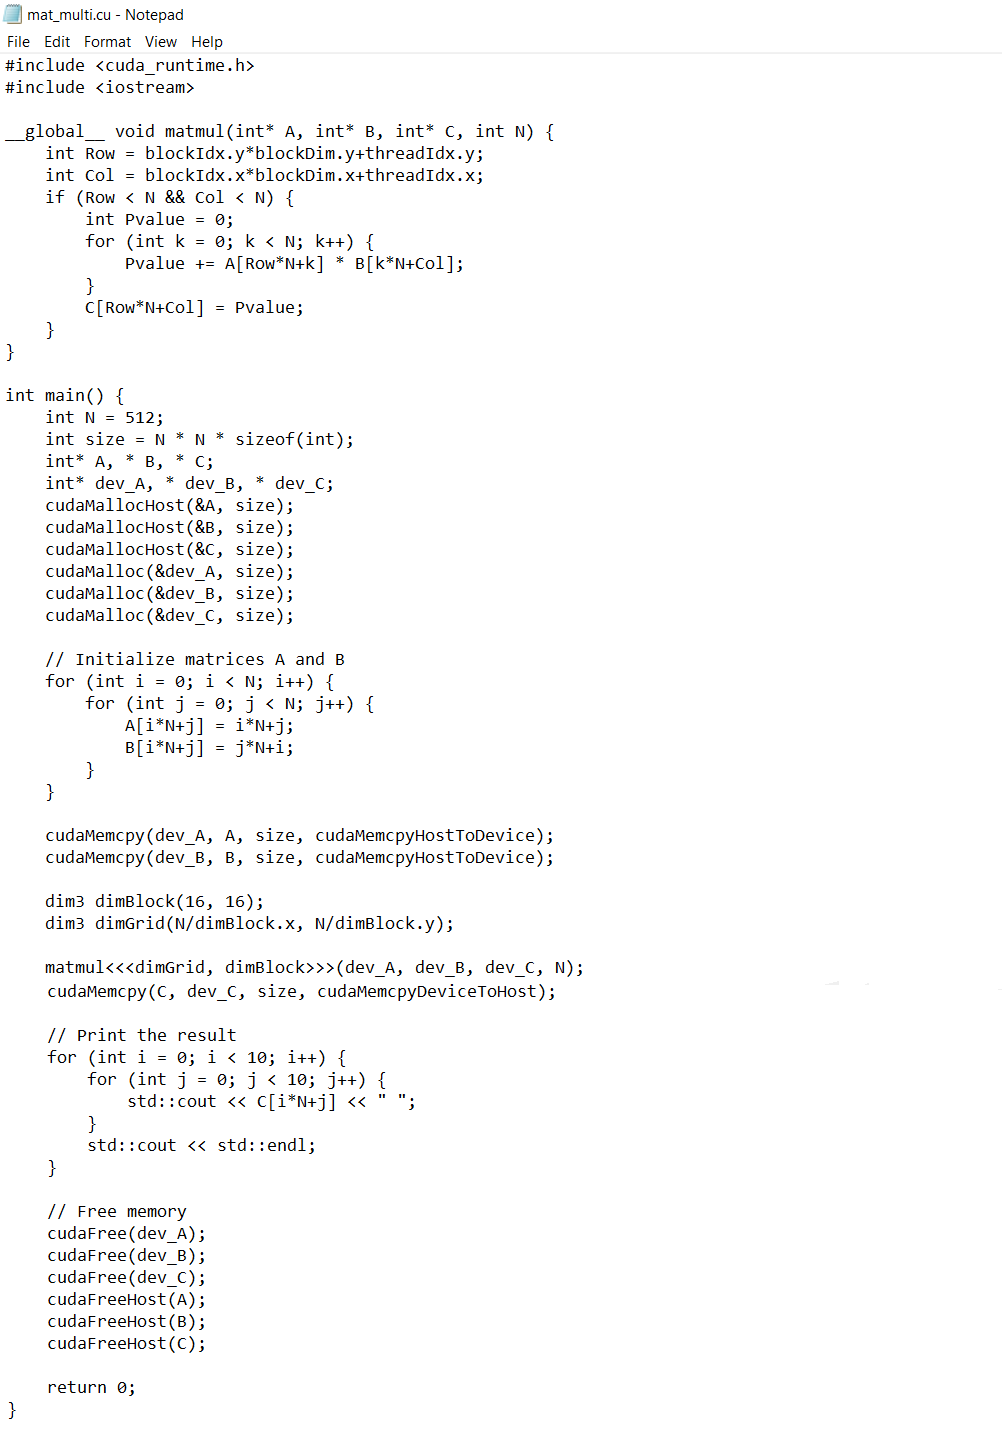 mat_multi.cu - Notepad
File Edit Format View Help
#include <cuda_runtime.h>
#include <iostream>

__global__ void matmul(int* A, int* B, int* C, int N) {
    int Row = blockIdx.y*blockDim.y+threadIdx.y;
    int Col = blockIdx.x*blockDim.x+threadIdx.x;
    if (Row < N && Col < N) {
        int Pvalue = 0;
        for (int k = 0; k < N; k++) {
            Pvalue += A[Row*N+k] * B[k*N+Col];
        }
        C[Row*N+Col] = Pvalue;
    }
}

int main() {
    int N = 512;
    int size = N * N * sizeof(int);
    int* A, * B, * C;
    int* dev_A, * dev_B, * dev_C;
    cudaMallocHost(&A, size);
    cudaMallocHost(&B, size);
    cudaMallocHost(&C, size);
    cudaMalloc(&dev_A, size);
    cudaMalloc(&dev_B, size);
    cudaMalloc(&dev_C, size);

    // Initialize matrices A and B
    for (int i = 0; i < N; i++) {
        for (int j = 0; j < N; j++) {
            A[i*N+j] = i*N+j;
            B[i*N+j] = j*N+i;
        }
    }

    cudaMemcpy(dev_A, A, size, cudaMemcpyHostToDevice);
    cudaMemcpy(dev_B, B, size, cudaMemcpyHostToDevice);

    dim3 dimBlock(16, 16);
    dim3 dimGrid(N/dimBlock.x, N/dimBlock.y);

    matmul<<<dimGrid, dimBlock>>>(dev_A, dev_B, dev_C, N);
    cudaMemcpy(C, dev_C, size, cudaMemcpyDeviceToHost);

    // Print the result
    for (int i = 0; i < 10; i++) {
        for (int j = 0; j < 10; j++) {
            std::cout << C[i*N+j] << " ";
        }
        std::cout << std::endl;
    }

    // Free memory
    cudaFree(dev_A);
    cudaFree(dev_B);
    cudaFree(dev_C);
    cudaFreeHost(A);
    cudaFreeHost(B);
    cudaFreeHost(C);

    return 0;
}